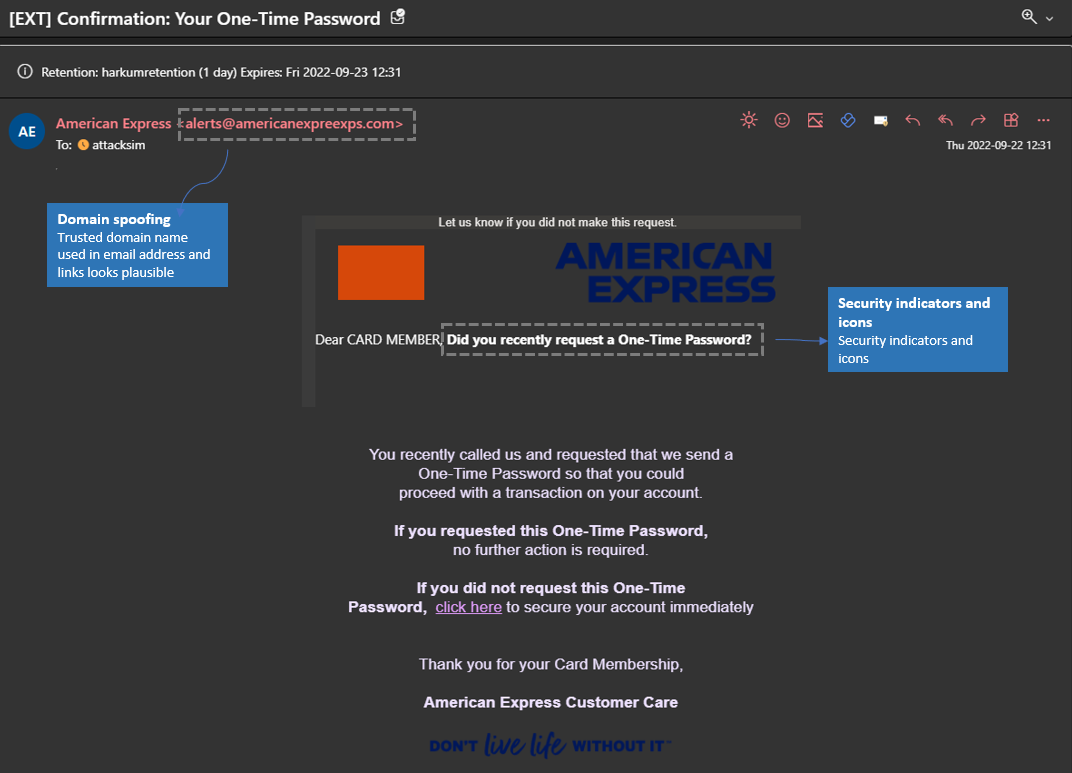 [EXT] Confirmation: Your One-Time Password
Retention: harkumretention (1 day) Expires: Fri 2022-09-23 12:31
AE
American Express <alerts@americanexpreexps.com>
To: attacksim
Thu 2022-09-22 12:31
Domain spoofing
Trusted domain name
used in email address and
links looks plausible
Let us know if you did not make this request.
AMERICAN
EXPRESS
Dear CARD MEMBER, Did you recently request a One-Time Password?
Security indicators and
icons
Security indicators and
icons
You recently called us and requested that we send a
One-Time Password so that you could
proceed with a transaction on your account.
If you requested this One-Time Password,
no further action is required.
If you did not request this One-Time
Password, click here to secure your account immediately
Thank you for your Card Membership,
American Express Customer Care
DON'T live life WITHOUT IT™